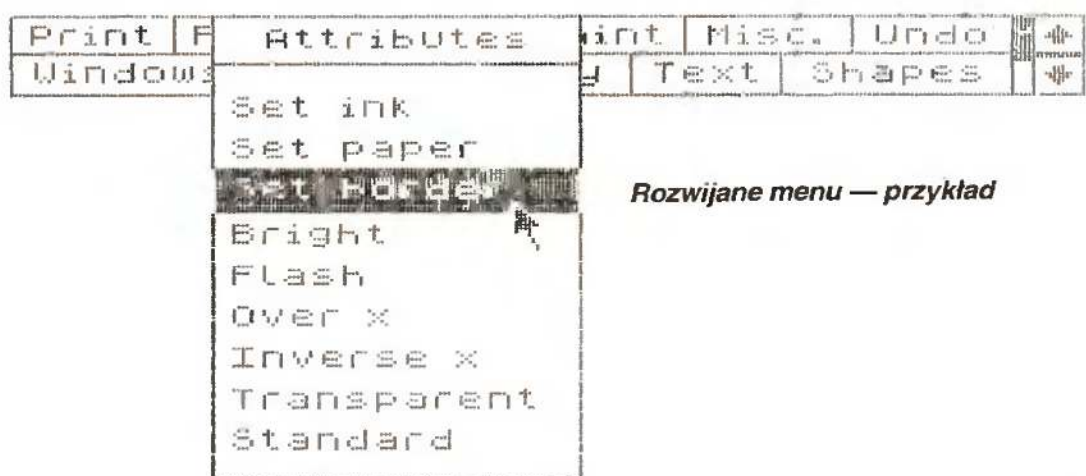 Print F Attributes int Misc. Undo
Windows y Text Shapes
Set ink
Set paper
Set border
Rozwijane menu — przykład
Bright
Flash
Over x
Inverse x
Transparent
Standard